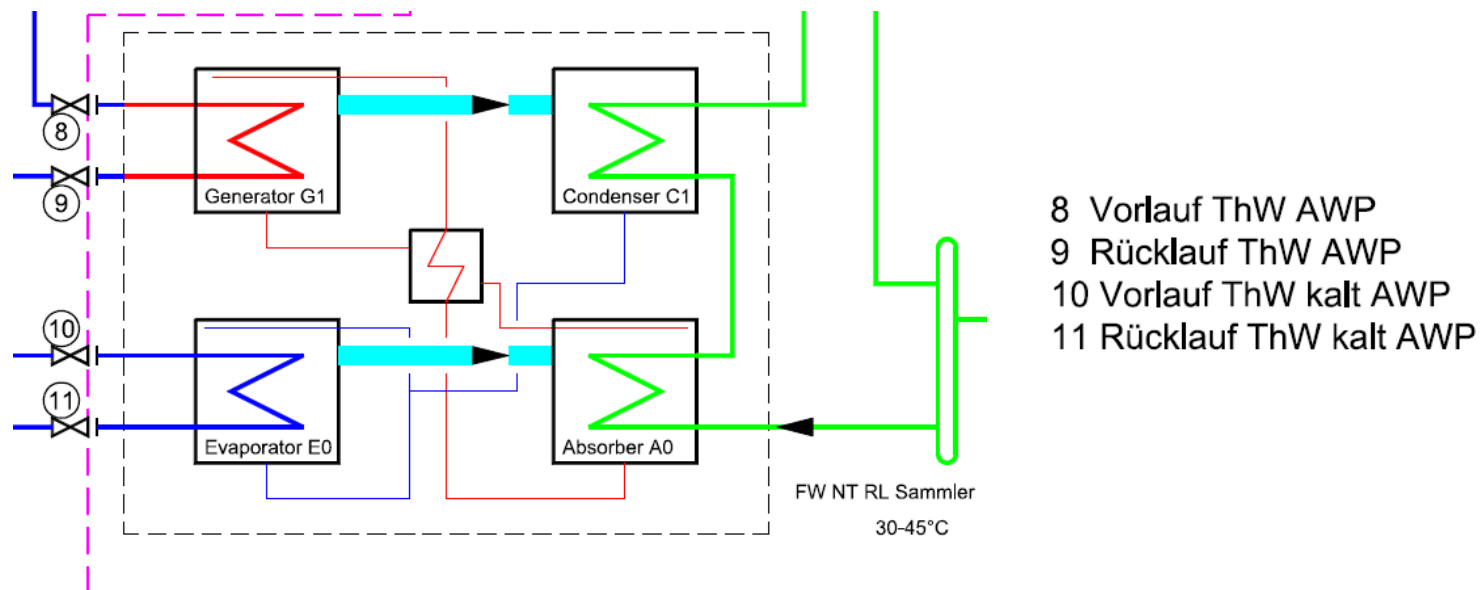 8
9
Generator G1
Condenser C1
10
11
Evaporator E0
Absorber A0
FW NT RL Sammler
30-45°C
8 Vorlauf ThW AWP
9 Rücklauf ThW AWP
10 Vorlauf ThW kalt AWP
11 Rücklauf ThW kalt AWP